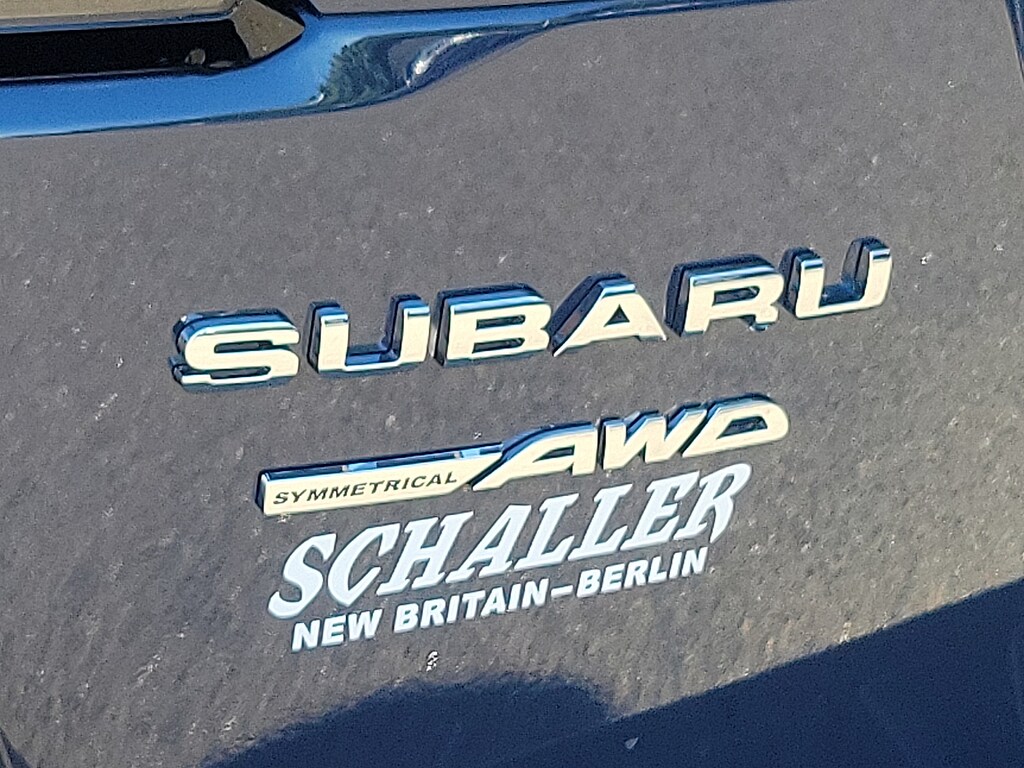 SUBARU
SYMMETRICAL AWD
SCHALLER
NEW BRITAIN-BERLIN